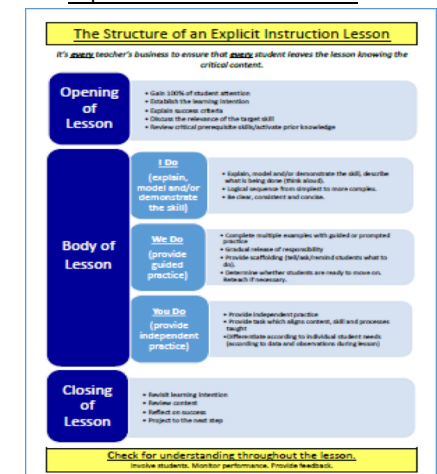 The Structure of an Explicit Instruction Lesson
It's every teacher's business to ensure that every student leaves the lesson knowing the
critical content.
Opening
of
Lesson
• Gain 100% of student attention
• Establish the learning intention
• Explain success criteria
• Discuss the relevance of the target skill
• Review critical prerequisite skills/activate prior knowledge
Body of
Lesson
I Do
(explain,
model and/or
demonstrate
the skill)
• Explain, model and/or demonstrate the skill, describe
what is being done (think aloud).
• Logical sequence from simplest to more complex.
• Be clear, consistent and concise.
We Do
(provide
guided
practice)
• Complete multiple examples with guided or prompted
practice
• Gradual release of responsibility
• Provide scaffolding (tell/ask/remind students what to
do).
• Determine whether students are ready to move on.
Reteach if necessary.
You Do
(provide
independent
practice)
• Provide independent practice
• Provide task which aligns content, skill and processes
taught
•Differentiate according to individual student needs
(according to data and observations during lesson)
Closing
of
Lesson
• Revisit learning intention
• Review content
• Reflect on success
• Project to the next step
Check for understanding throughout the lesson.
Involve students. Monitor performance. Provide feedback.